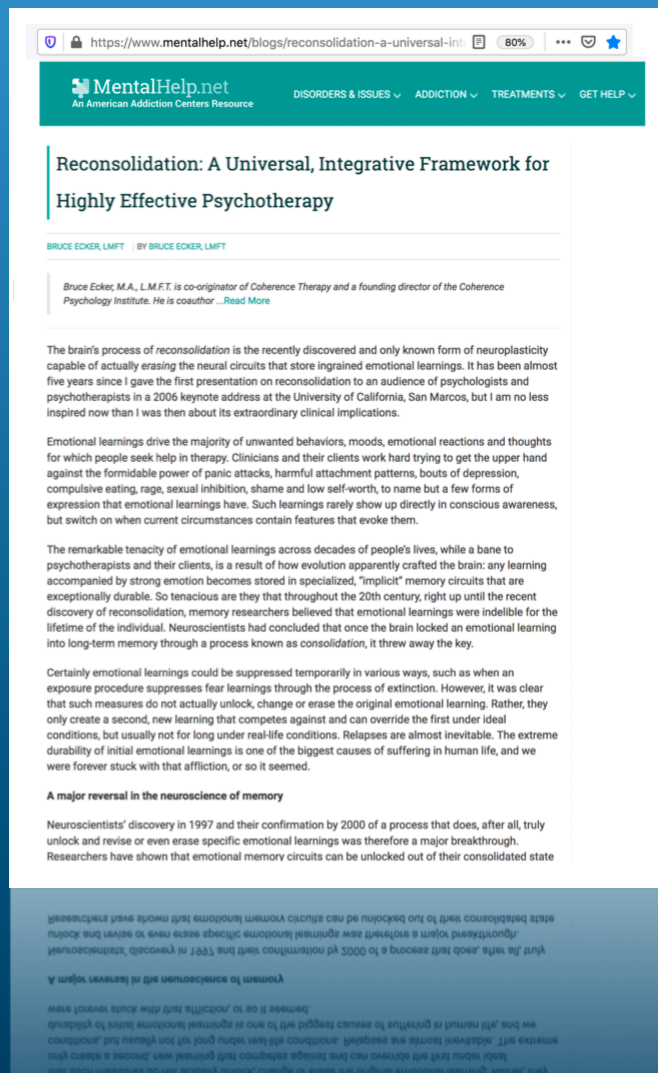 https://www.mentalhelp.net/blogs/reconsolidation-a-universal-int
80%
MentalHelp.net
An American Addiction Centers Resource
DISORDERS & ISSUES
ADDICTION
TREATMENTS
GET HELP
Reconsolidation: A Universal, Integrative Framework for
Highly Effective Psychotherapy
BRUCE ECKER, LMFT | BY BRUCE ECKER, LMFT
Bruce Ecker, M.A., L.M.F.T. is co-originator of Coherence Therapy and a founding director of the Coherence
Psychology Institute. He is coauthor ...Read More
The brain's process of reconsolidation is the recently discovered and only known form of neuroplasticity
capable of actually erasing the neural circuits that store ingrained emotional learnings. It has been almost
five years since I gave the first presentation on reconsolidation to an audience of psychologists and
psychotherapists in a 2006 keynote address at the University of California, San Marcos, but I am no less
inspired now than I was then about its extraordinary clinical implications.
Emotional learnings drive the majority of unwanted behaviors, moods, emotional reactions and thoughts
for which people seek help in therapy. Clinicians and their clients work hard trying to get the upper hand
against the formidable power of panic attacks, harmful attachment patterns, bouts of depression,
compulsive eating, rage, sexual inhibition, shame and low self-worth, to name but a few forms of
expression that emotional learnings have. Such learnings rarely show up directly in conscious awareness,
but switch on when current circumstances contain features that evoke them.
The remarkable tenacity of emotional learnings across decades of people's lives, while a bane to
psychotherapists and their clients, is a result of how evolution apparently crafted the brain: any learning
accompanied by strong emotion becomes stored in specialized, "implicit" memory circuits that are
exceptionally durable. So tenacious are they that throughout the 20th century, right up until the recent
discovery of reconsolidation, memory researchers believed that emotional learnings were indelible for the
lifetime of the individual. Neuroscientists had concluded that once the brain locked an emotional learning
into long-term memory through a process known as consolidation, it threw away the key.
Certainly emotional learnings could be suppressed temporarily in various ways, such as when an
exposure procedure suppresses fear learnings through the process of extinction. However, it was clear
that such measures do not actually unlock, change or erase the original emotional learning. Rather, they
only create a second, new learning that competes against and can override the first under ideal
conditions, but usually not for long under real-life conditions. Relapses are almost inevitable. The extreme
durability of initial emotional learnings is one of the biggest causes of suffering in human life, and we
were forever stuck with that affliction, or so it seemed.
A major reversal in the neuroscience of memory
Neuroscientists' discovery in 1997 and their confirmation by 2000 of a process that does, after all, truly
unlock and revise or even erase specific emotional learnings was therefore a major breakthrough.
Researchers have shown that emotional memory circuits can be unlocked out of their consolidated state